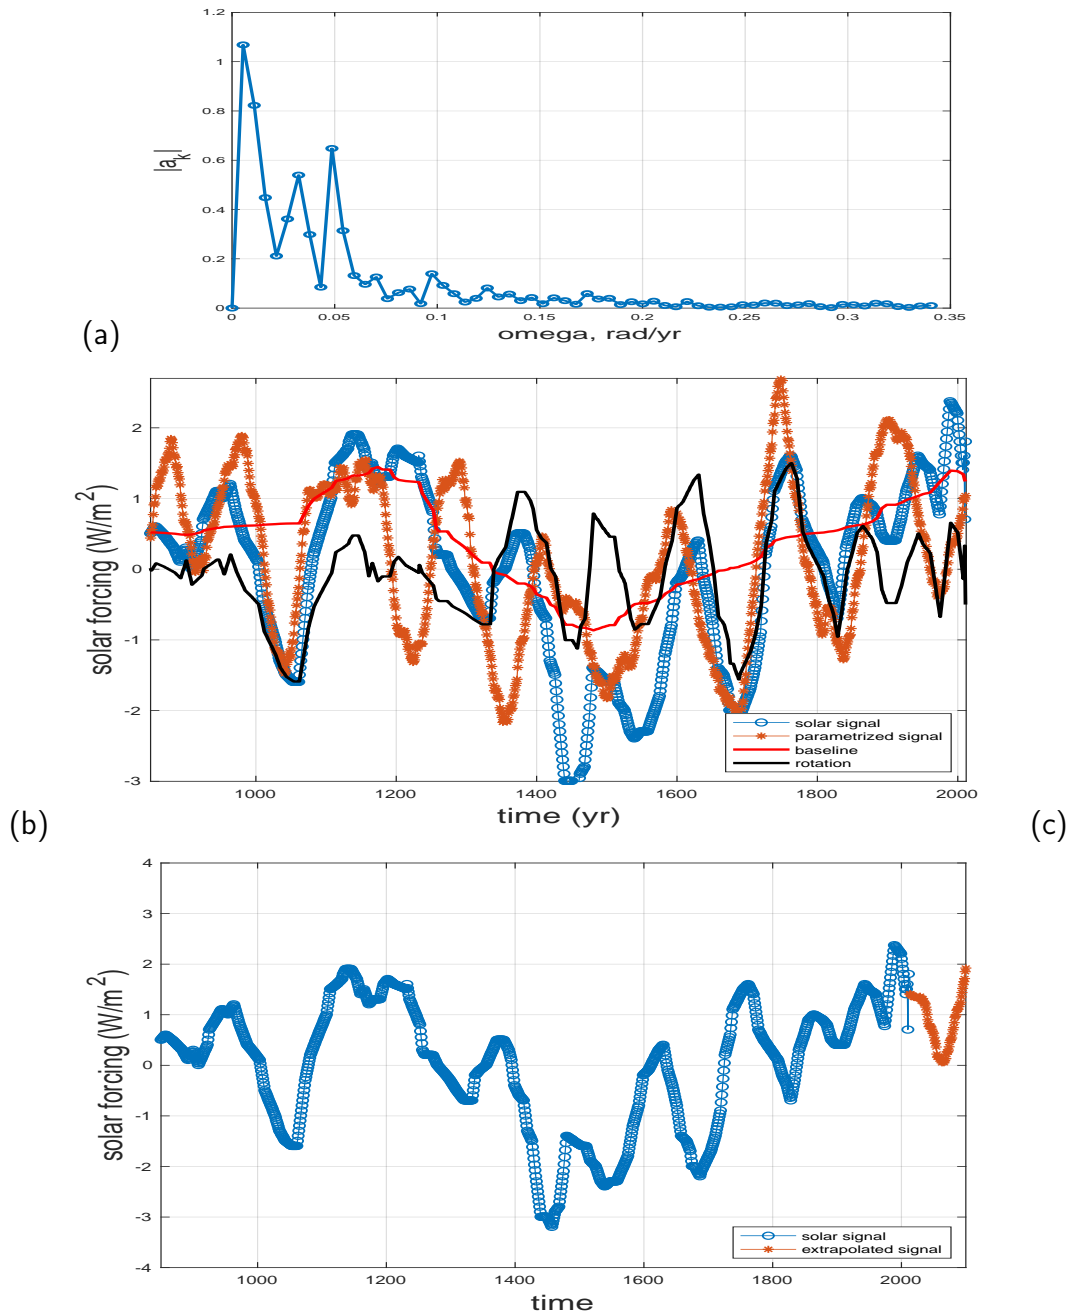 1.2
1
0.8
0.6
0.4
0.2
0
|a_k|
0 0.05 0.1 0.15 0.2 0.25 0.3 0.35
omega, rad/yr
(a)
2
1
0
-1
-2
-3
solar forcing (W/m^2)
solar signal
parametrized signal
baseline
rotation
1000 1200 1400 1600 1800 2000
time (yr)
(b)
(c)
4
3
2
1
0
-1
-2
-3
-4
solar forcing (W/m^2)
solar signal
extrapolated signal
1000 1200 1400 1600 1800 2000
time